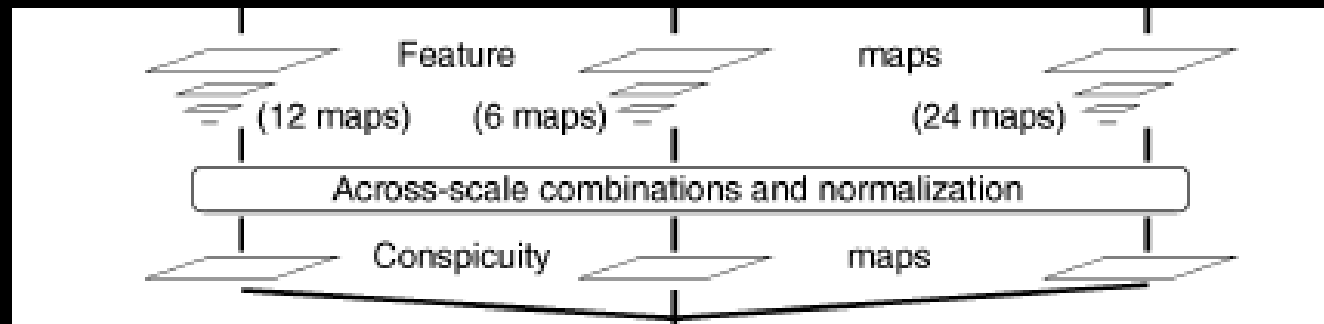 Feature maps
(12 maps) (6 maps) (24 maps)
Across-scale combinations and normalization
Conspicuity maps